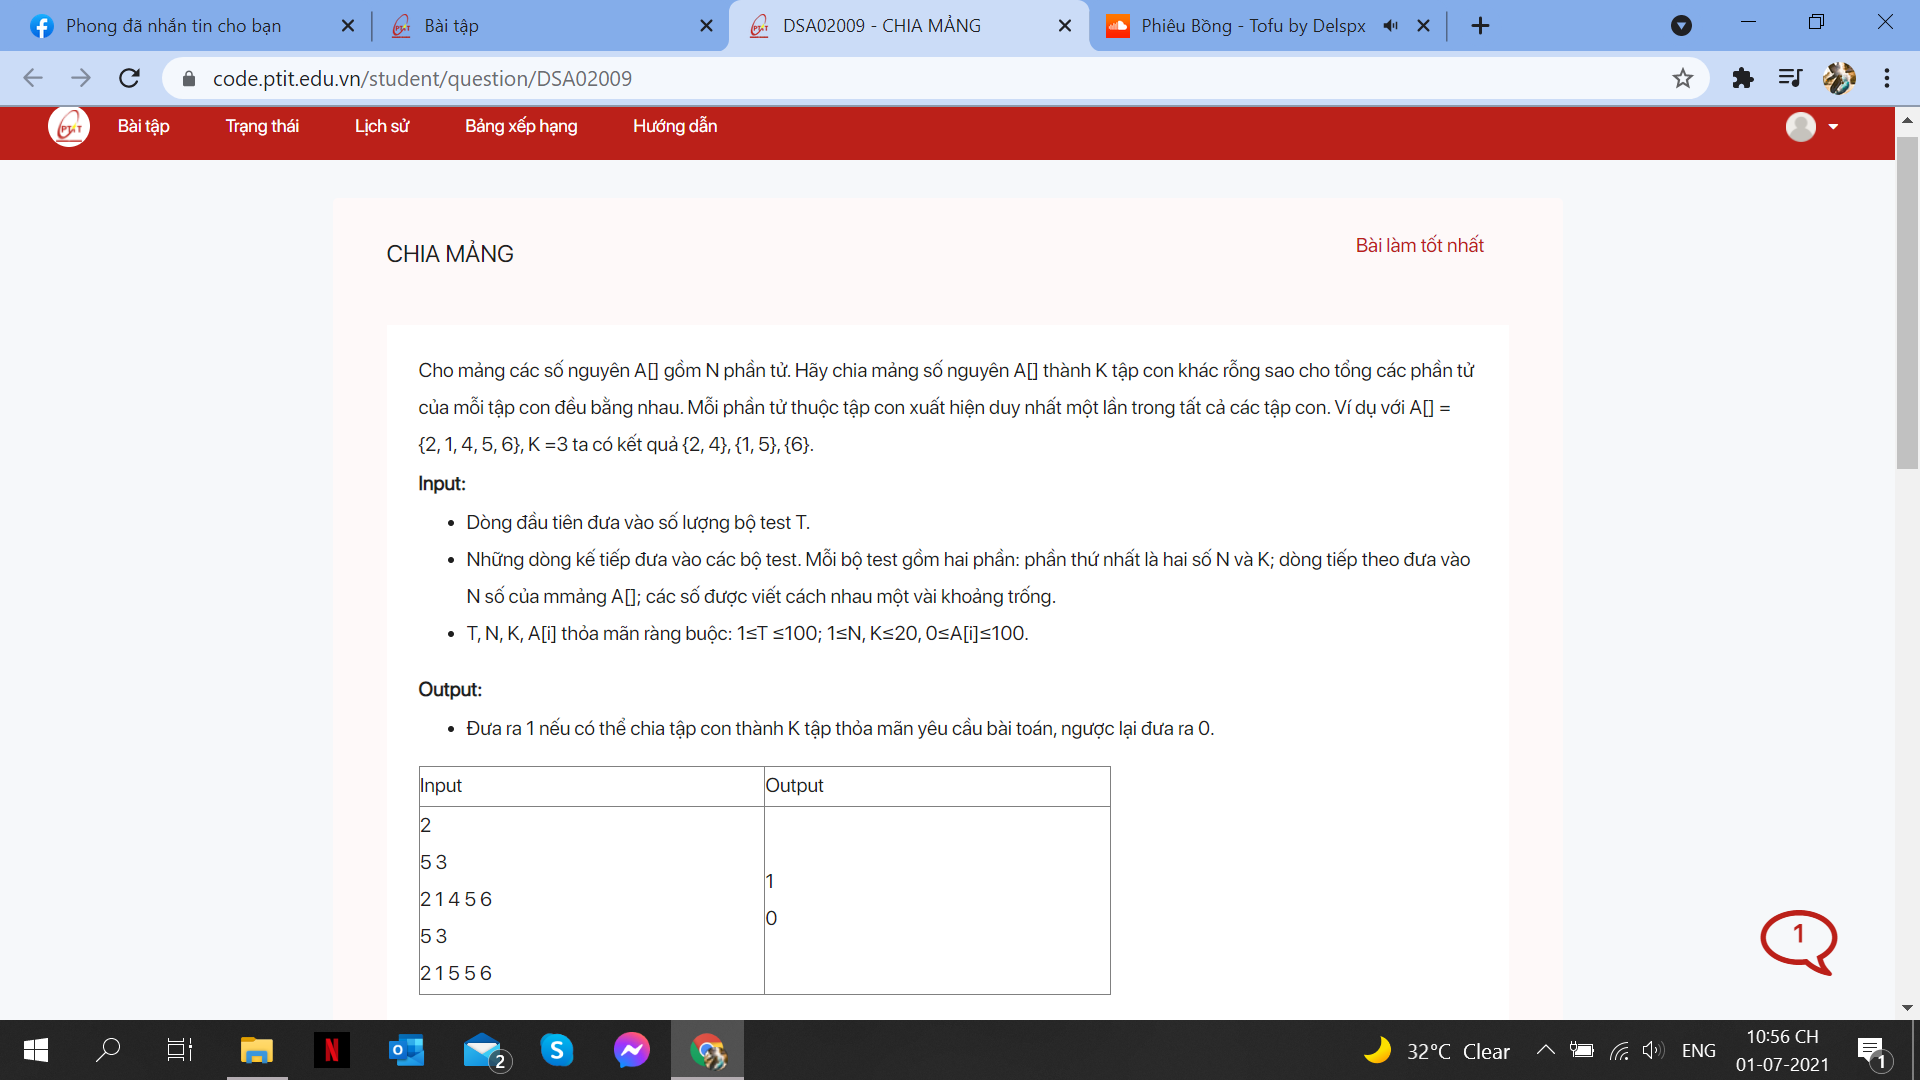 Phong đã nhắn tin cho bạn
Bài tập
DSA02009 - CHIA MẢNG
Phiêu Bồng - Tofu by Delspx
code.ptit.edu.vn/student/question/DSA02009
Bài tập
Trạng thái
Lịch sử
Bảng xếp hạng
Hướng dẫn
CHIA MẢNG
Bài làm tốt nhất
Cho mảng các số nguyên A[] gồm N phần tử. Hãy chia mảng số nguyên A[] thành K tập con khác rỗng sao cho tổng các phần tử
của mỗi tập con đều bằng nhau. Mỗi phần tử thuộc tập con xuất hiện duy nhất một lần trong tất cả các tập con. Ví dụ với A[] =
{2, 1, 4, 5, 6}, K =3 ta có kết quả {2, 4}, {1, 5}, {6}.
Input:
• Dòng đầu tiên đưa vào số lượng bộ test T.
• Những dòng kế tiếp đưa vào các bộ test. Mỗi bộ test gồm hai phần: phần thứ nhất là hai số N và K; dòng tiếp theo đưa vào
N số của mmảng A[]; các số được viết cách nhau một vài khoảng trống.
• T, N, K, A[i] thỏa mãn ràng buộc: 1≤T ≤100; 1≤N, K≤20, 0≤A[i]≤100.
Output:
• Đưa ra 1 nếu có thể chia tập con thành K tập thỏa mãn yêu cầu bài toán, ngược lại đưa ra 0.
Input
Output
2
5 3
2 1 4 5 6
5 3
2 1 5 5 6
1
0
1
2
32°C Clear
ENG
10:56 CH
01-07-2021
1